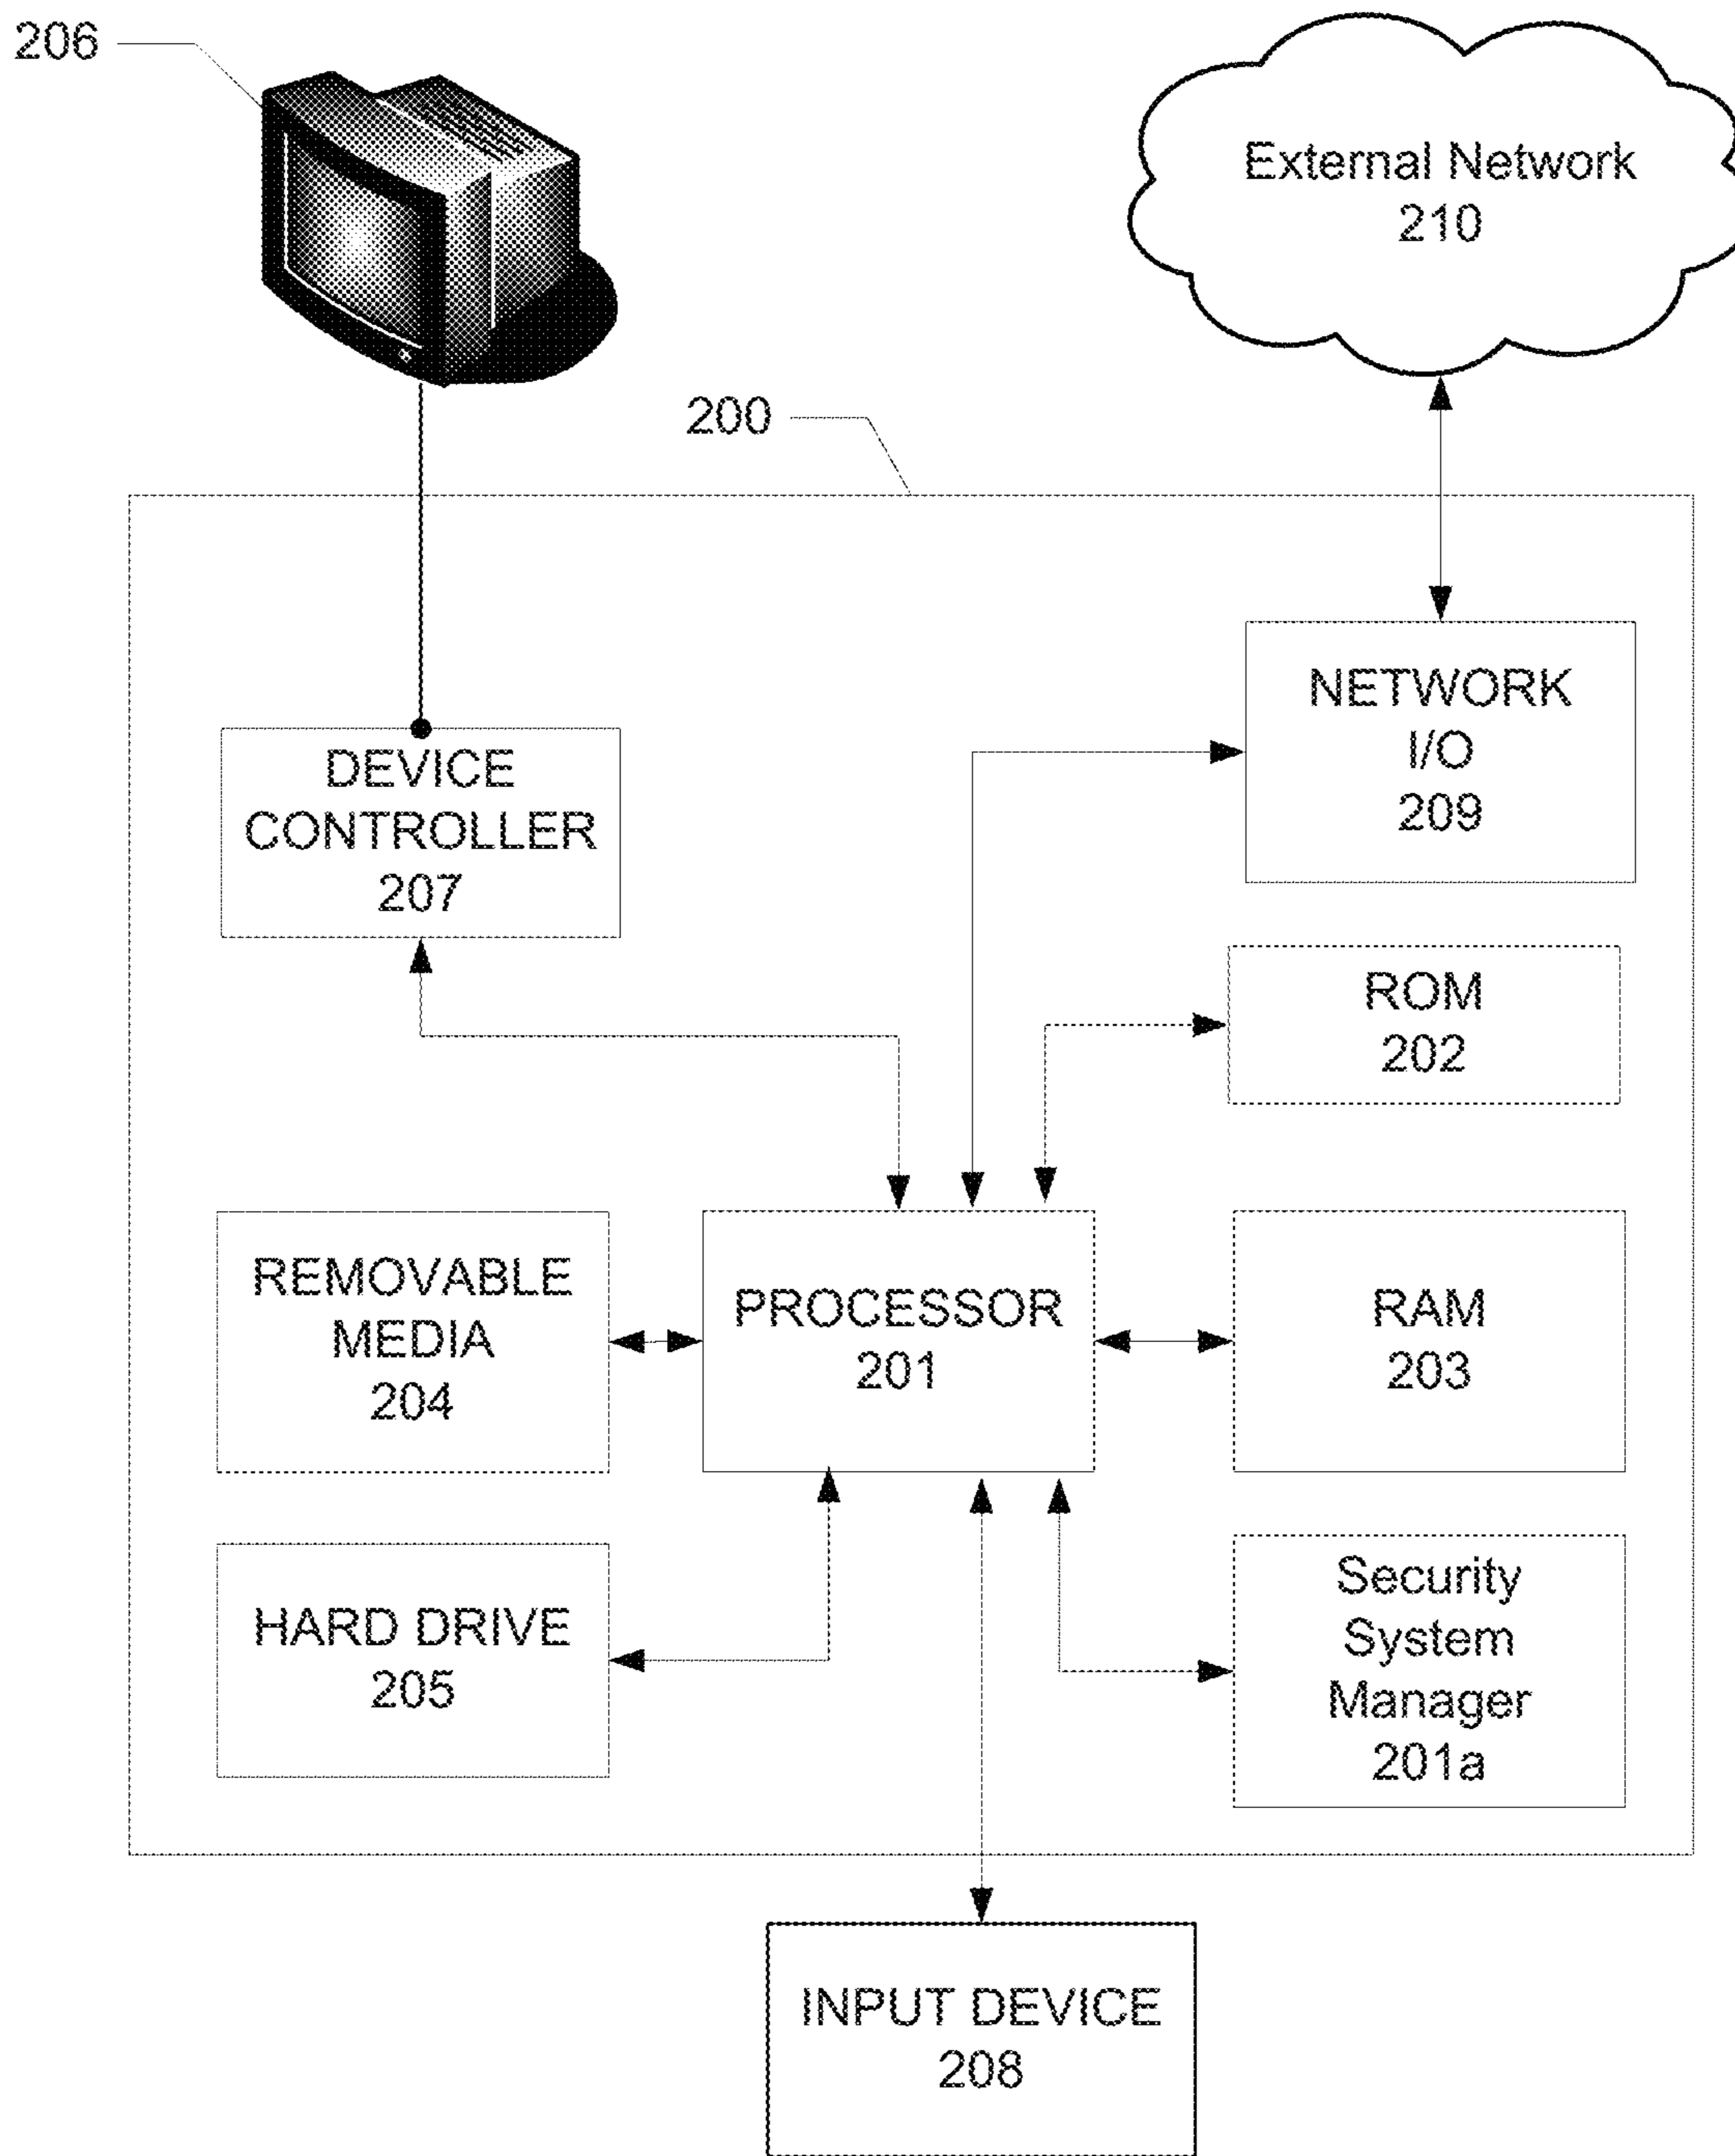 206
External Network
210
200
NETWORK
I/O
209
DEVICE
CONTROLLER
207
ROM
202
REMOVABLE
MEDIA
204
PROCESSOR
201
RAM
203
HARD DRIVE
205
Security
System
Manager
201a
INPUT DEVICE
208